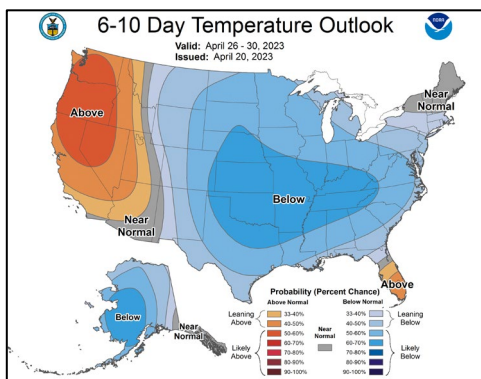 6-10 Day Temperature Outlook
Valid: April 26 - 30, 2023
Issued: April 20, 2023
NOAA
Above
Near
Normal
Near
Normal
Below
Above
Below
Near
Normal
Probability (Percent Chance)
Above Normal
Below Normal
Leaning
Above
Likely
Above
33-40%
40-50%
50-60%
60-70%
70-80%
80-90%
90-100%
Near
Normal
33-40%
40-50%
50-60%
60-70%
70-80%
80-90%
90-100%
Leaning
Below
Likely
Below